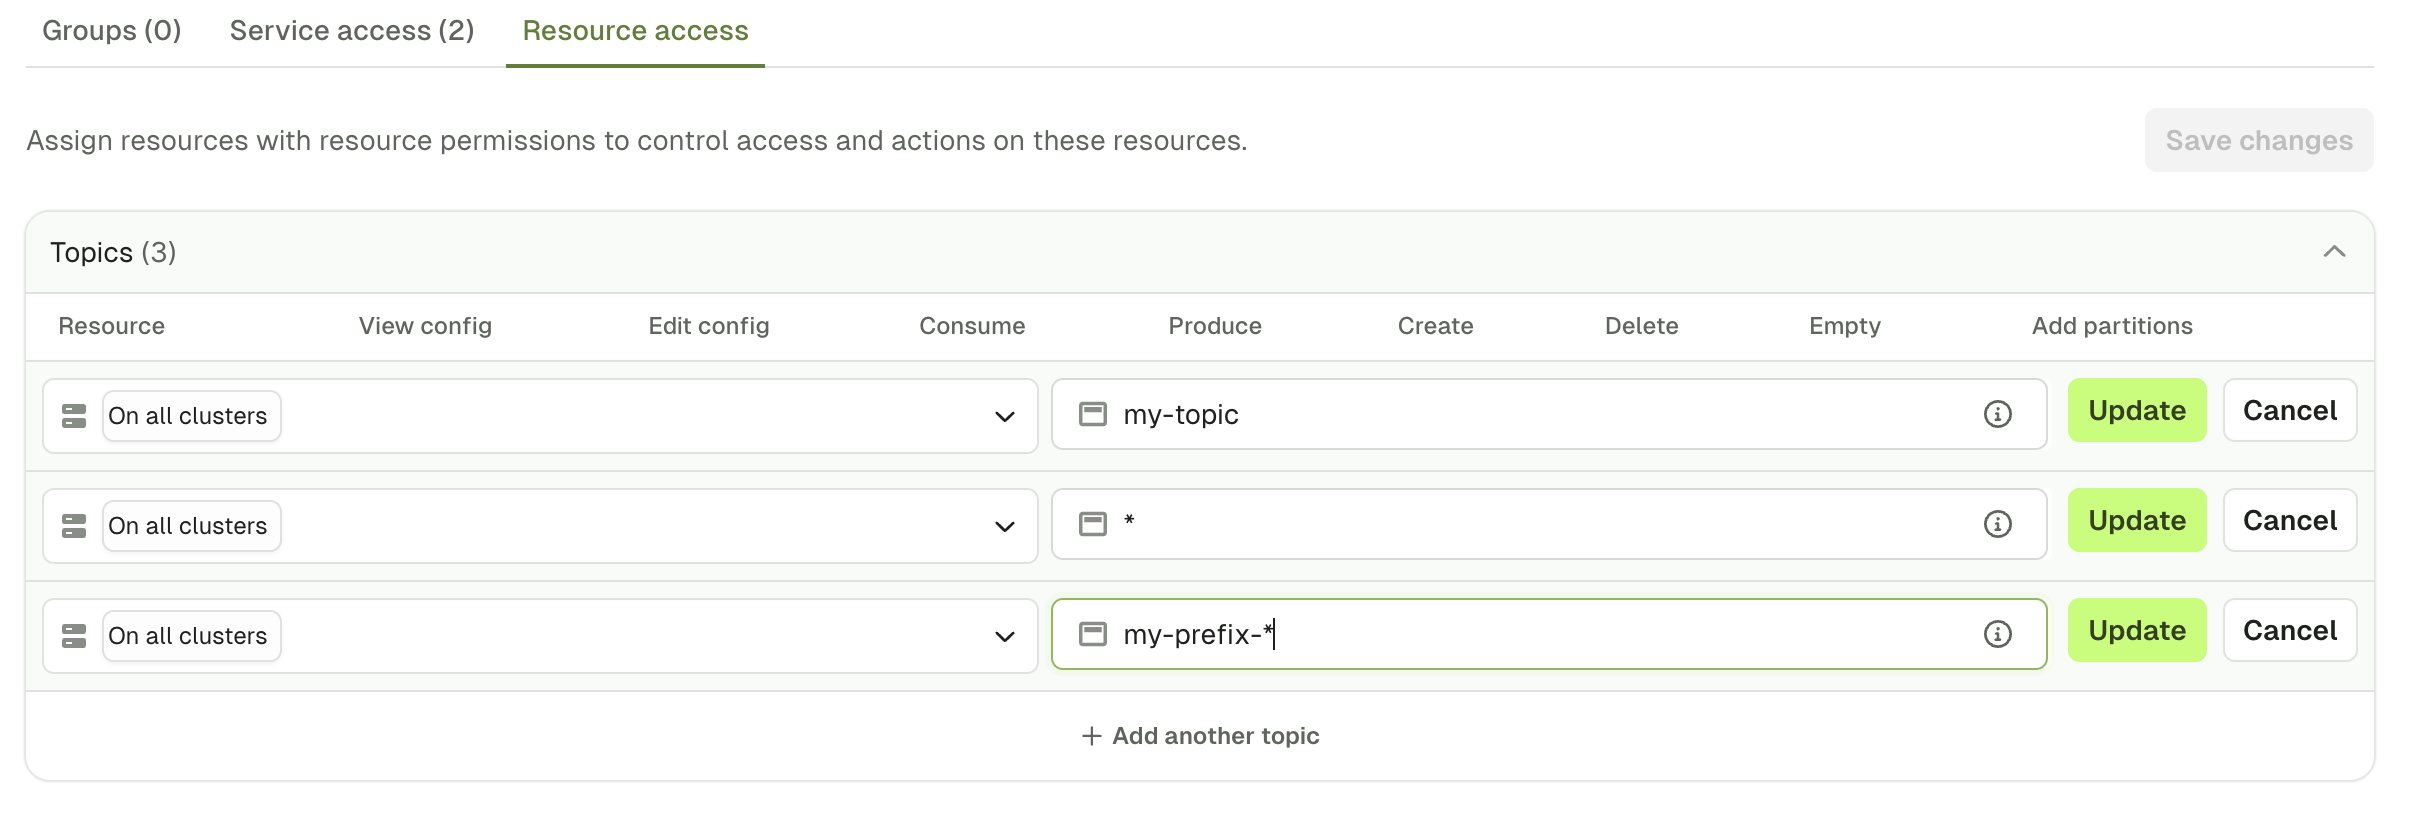 Groups (0) Service access (2) Resource access
Assign resources with resource permissions to control access and actions on these resources. Save changes
Topics (3)
Resource View config Edit config Consume Produce Create Delete Empty Add partitions
On all clusters my-topic Update Cancel
On all clusters * Update Cancel
On all clusters my-prefix-* Update Cancel
+ Add another topic